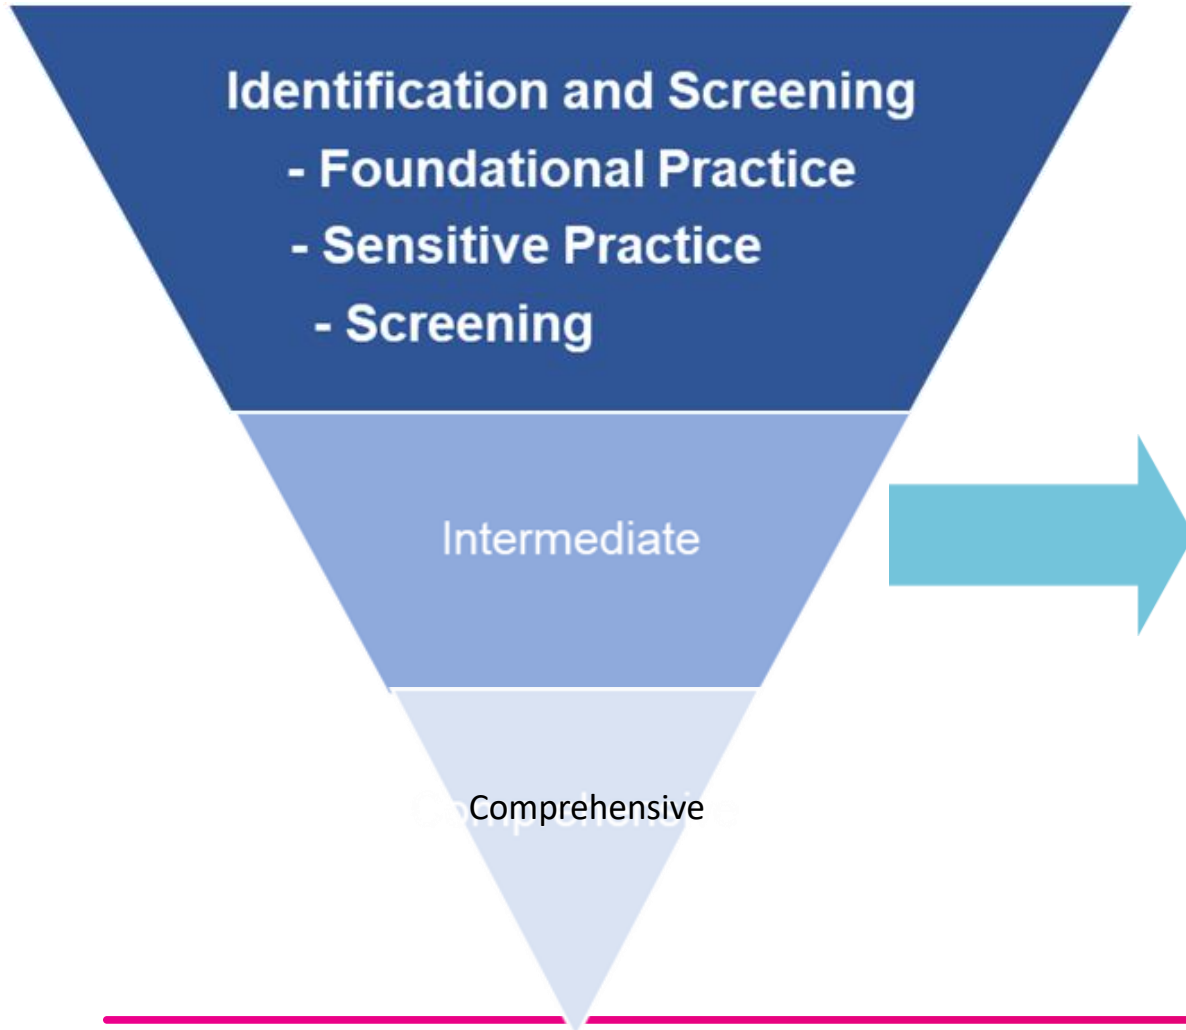 Identification and Screening
- Foundational Practice
- Sensitive Practice
- Screening
Intermediate
Comprehensive